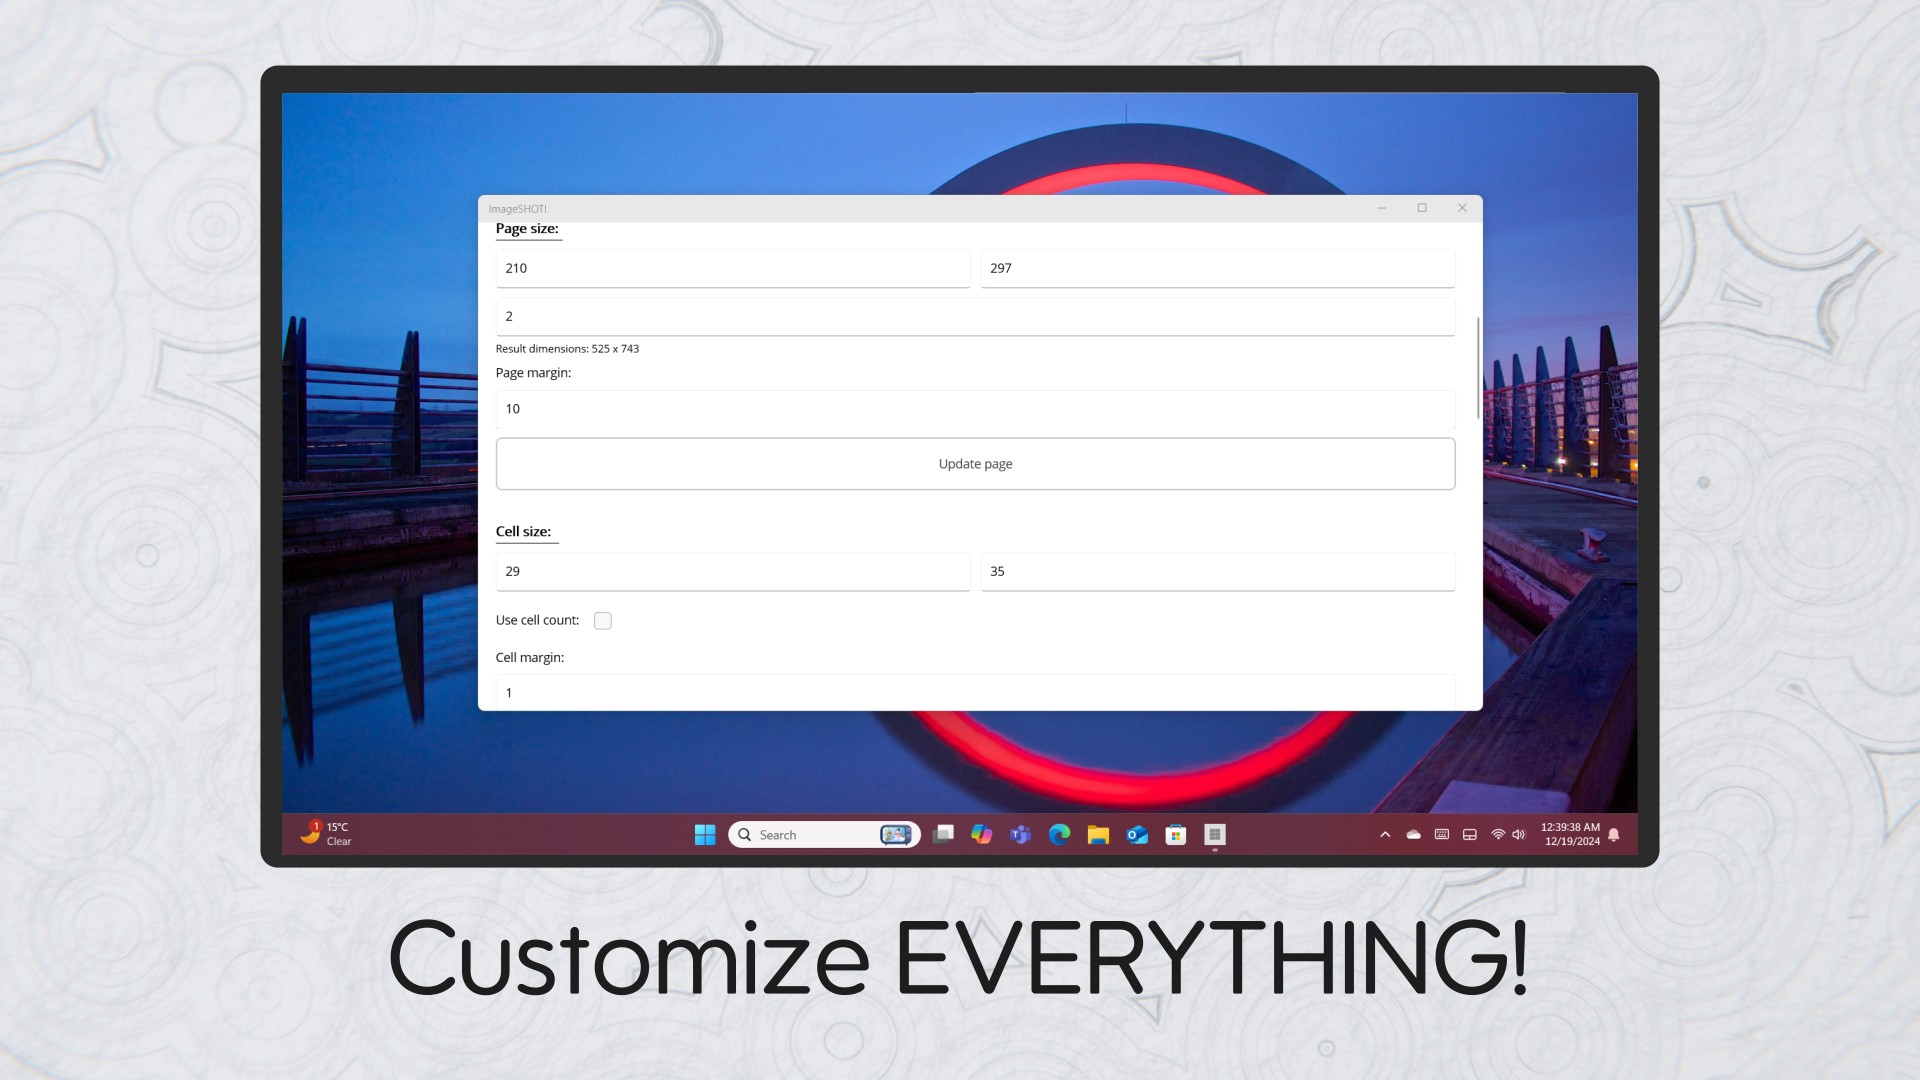 ImageSHOT!
Page size:
210
297
2
Result dimensions: 525 x 743
Page margin:
10
Update page
Cell size:
29
35
Use cell count:
Cell margin:
1
1
15°C
Clear
Search
12:39:38 AM
12/19/2024
Customize EVERYTHING!